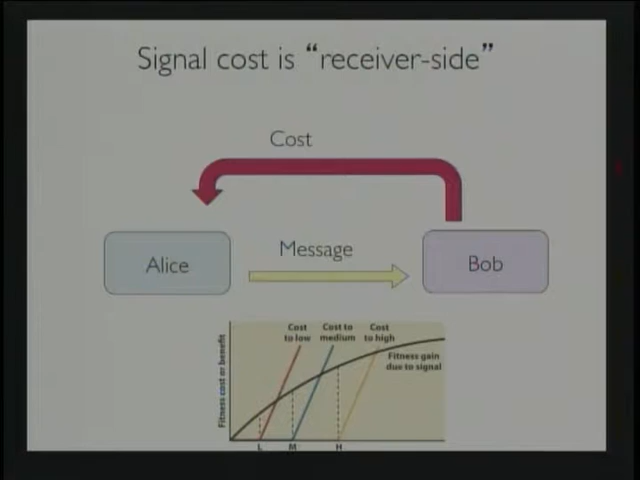 Signal cost is “receiver-side”
Cost
Alice
Message
Bob
Fitness cost or benefit
Cost
to low
Cost to
medium
Cost
to high
Fitness gain
due to signal
L
M
H